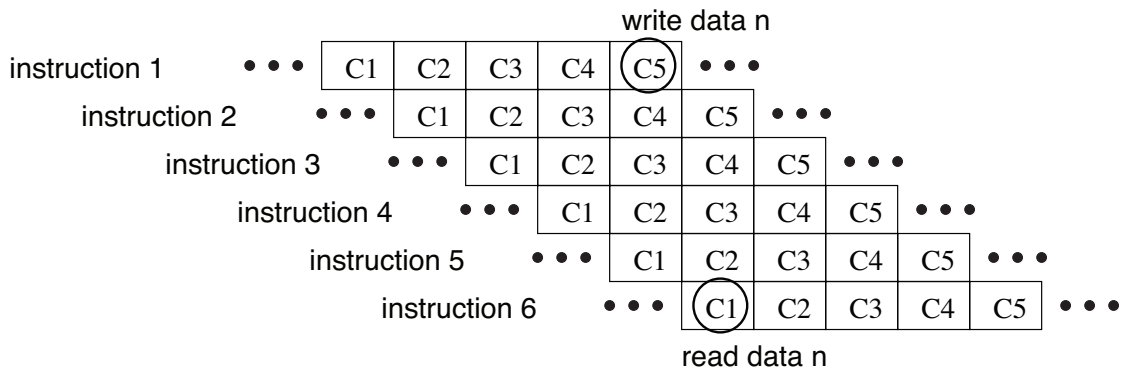 write data n
instruction 1 • • • C1 C2 C3 C4 C5 • • •
instruction 2 • • • C1 C2 C3 C4 C5 • • •
instruction 3 • • • C1 C2 C3 C4 C5 • • •
instruction 4 • • • C1 C2 C3 C4 C5 • • •
instruction 5 • • • C1 C2 C3 C4 C5 • • •
instruction 6 • • • C1 C2 C3 C4 C5 • • •
read data n